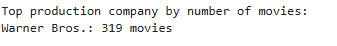 Top production company by number of movies:
Warner Bros.: 319 movies